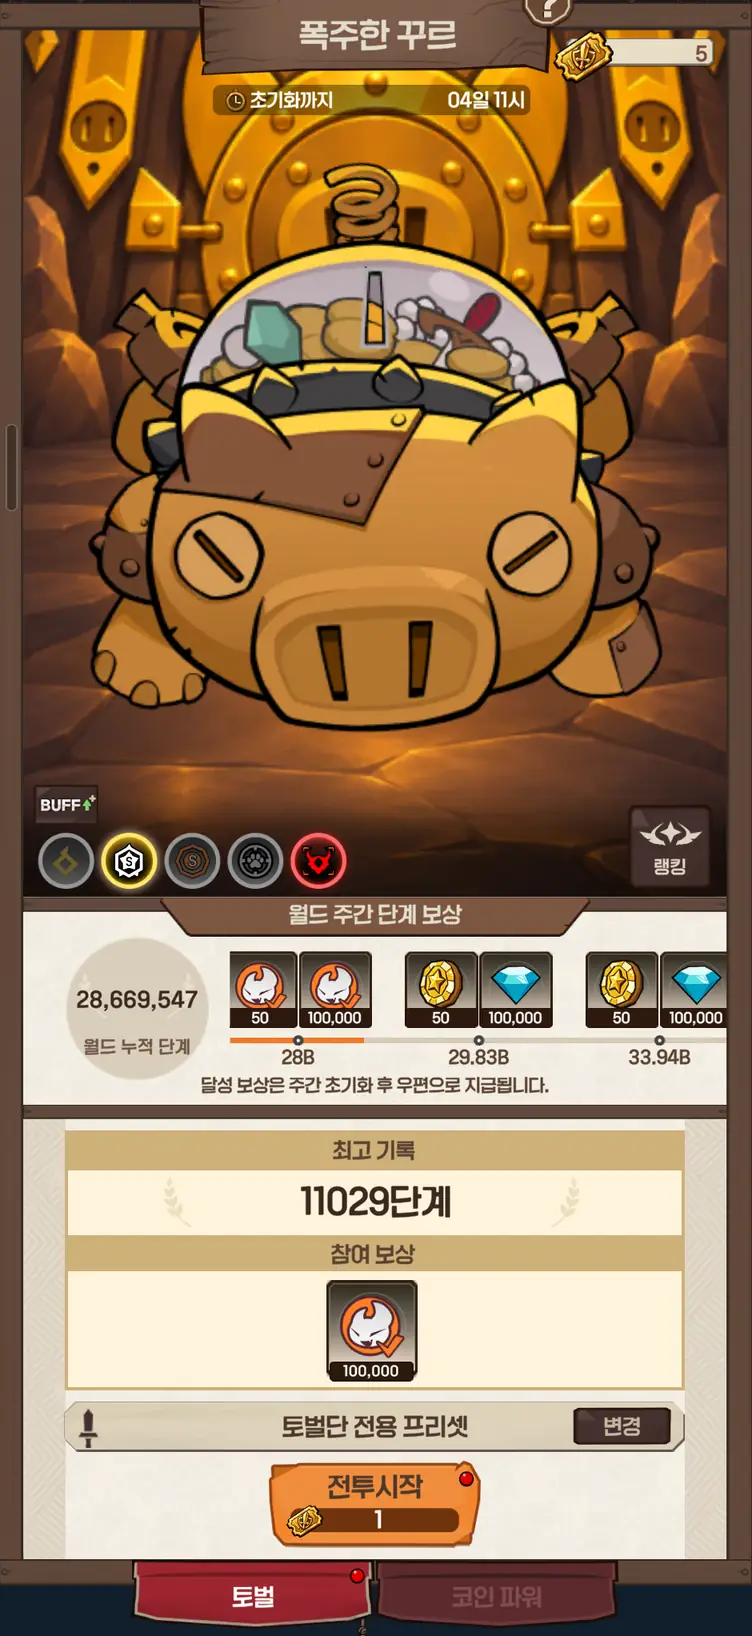 폭주한 꾸르
?
5
초기화까지 04일 11시
BUFF
랭킹
월드 주간 단계 보상
28,669,547
월드 누적 단계
50 100,000 50 100,000 50 100,000
28B 29.83B 33.94B
달성 보상은 주간 초기화 후 우편으로 지급됩니다.
최고 기록
11029단계
참여 보상
100,000
토벌단 전용 프리셋
변경
전투시작
1
토벌
코인 파워